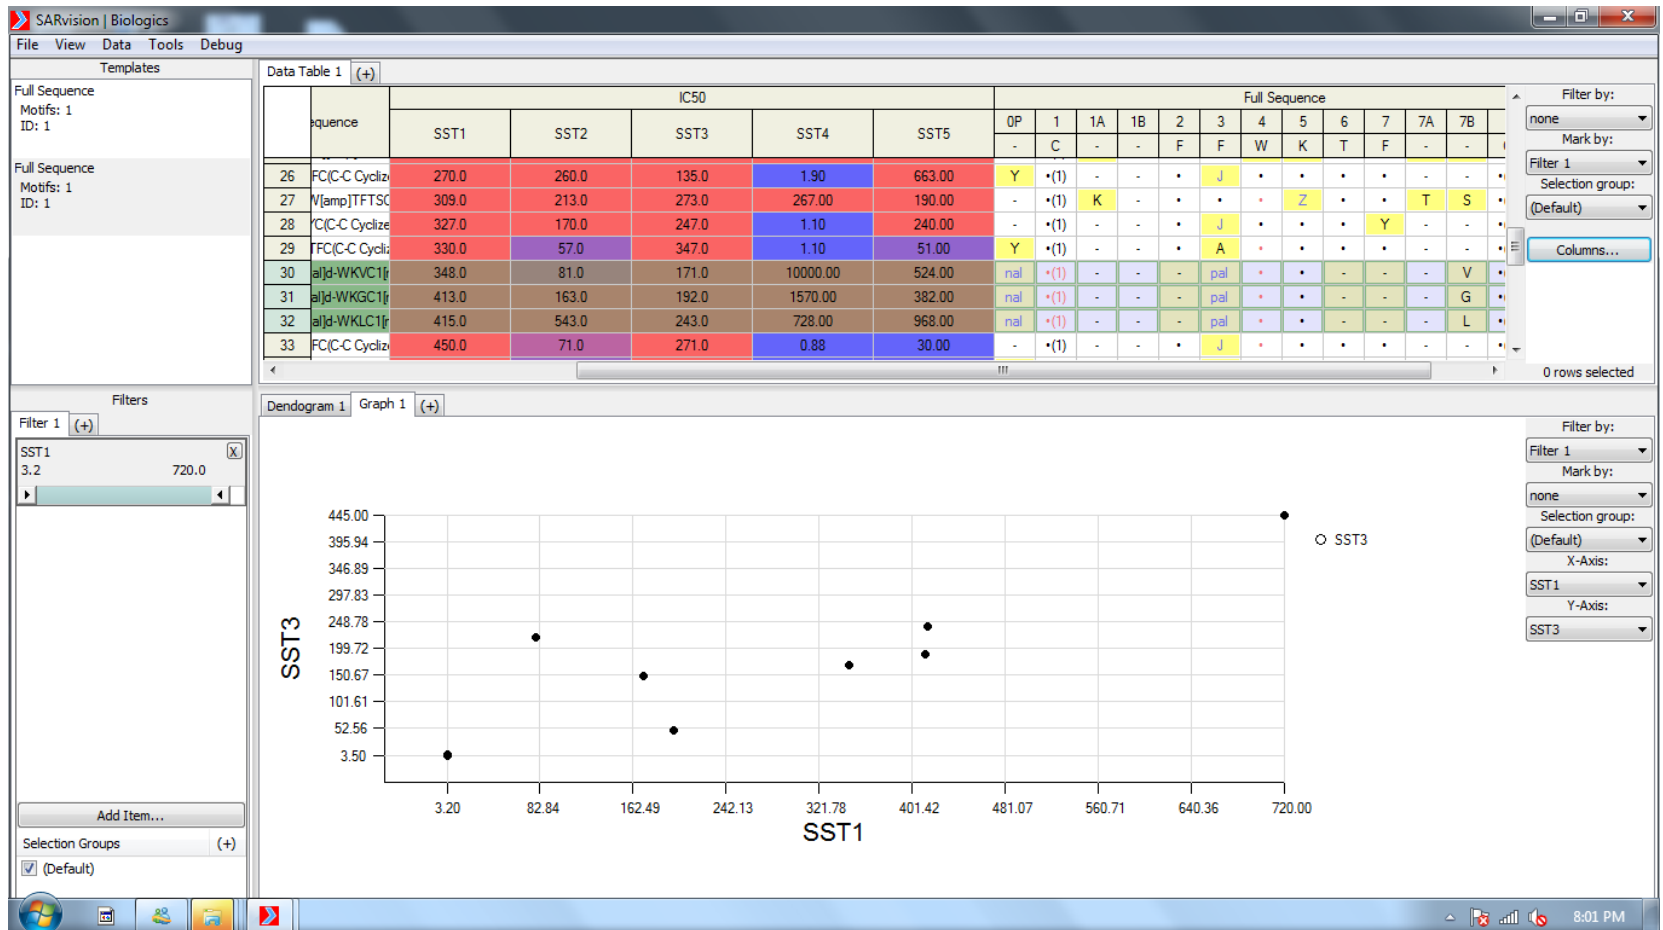 SARvision | Biologics
File View Data Tools Debug
Templates
Full Sequence
Motifs: 1
ID: 1
Full Sequence
Motifs: 1
ID: 1
Data Table 1 (+)
IC50 Full Sequence
equence SST1 SST2 SST3 SST4 SST5 0P 1 1A 1B 2 3 4 5 6 7 7A 7B
- C - - F F W K T F - -
26 FC(C-C Cycliz 270.0 260.0 135.0 1.90 663.00 Y •(1) - - • J • • • • - -
27 W[amp]TFTSC 309.0 213.0 273.0 267.00 190.00 - •(1) K - • • • Z • • T S
28 YC(C-C Cyclize 327.0 170.0 247.0 1.10 240.00 - •(1) - - • J • • • Y - -
29 TFC(C-C Cycliz 330.0 57.0 347.0 1.10 51.00 Y •(1) - - • A • • • • - -
30 al]d-WKVC1[r 348.0 81.0 171.0 10000.00 524.00 nal •(1) - - - pal • • - - - V
31 al]d-WKGC1[r 413.0 163.0 192.0 1570.00 382.00 nal •(1) - - - pal • • - - - G
32 al]d-WKLC1[r 415.0 543.0 243.0 728.00 968.00 nal •(1) - - - pal • • - - - L
33 FC(C-C Cycliz 450.0 71.0 271.0 0.88 30.00 - •(1) - - • J • • • • - -
Filter by:
none
Mark by:
Filter 1
Selection group:
(Default)
Columns...
0 rows selected
Filters
Filter 1 (+)
SST1 X
3.2 720.0
Add Item...
Selection Groups (+)
(Default)
Dendogram 1 Graph 1 (+)
445.00
395.94
346.89
297.83
248.78
199.72
150.67
101.61
52.56
3.50
SST3
SST3
3.20 82.84 162.49 242.13 321.78 401.42 481.07 560.71 640.36 720.00
SST1
Filter by:
Filter 1
Mark by:
none
Selection group:
(Default)
X-Axis:
SST1
Y-Axis:
SST3
8:01 PM